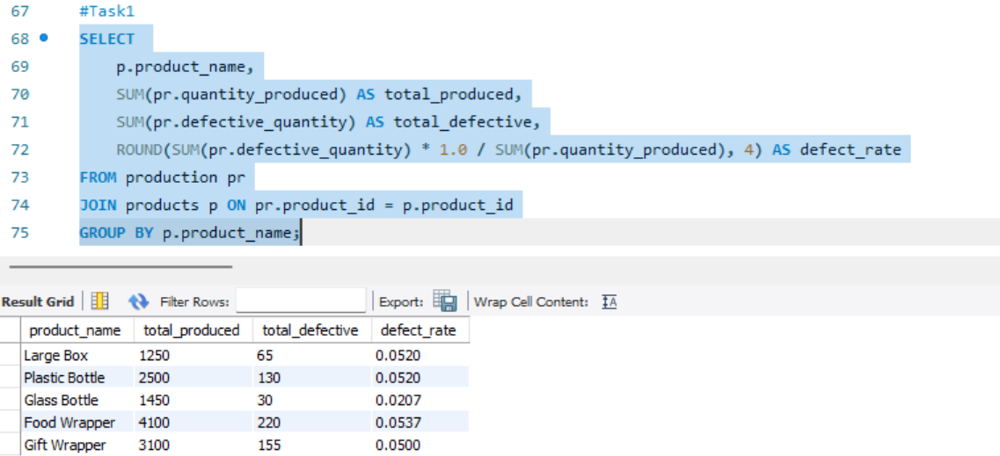 67 #Task1
68 SELECT
69 p.product_name,
70 SUM(pr.quantity_produced) AS total_produced,
71 SUM(pr.defective_quantity) AS total_defective,
72 ROUND(SUM(pr.defective_quantity) * 1.0 / SUM(pr.quantity_produced), 4) AS defect_rate
73 FROM production pr
74 JOIN products p ON pr.product_id = p.product_id
75 GROUP BY p.product_name;
Result Grid Filter Rows: Export: Wrap Cell Content: IA
product_name total_produced total_defective defect_rate
Large Box 1250 65 0.0520
Plastic Bottle 2500 130 0.0520
Glass Bottle 1450 30 0.0207
Food Wrapper 4100 220 0.0537
Gift Wrapper 3100 155 0.0500